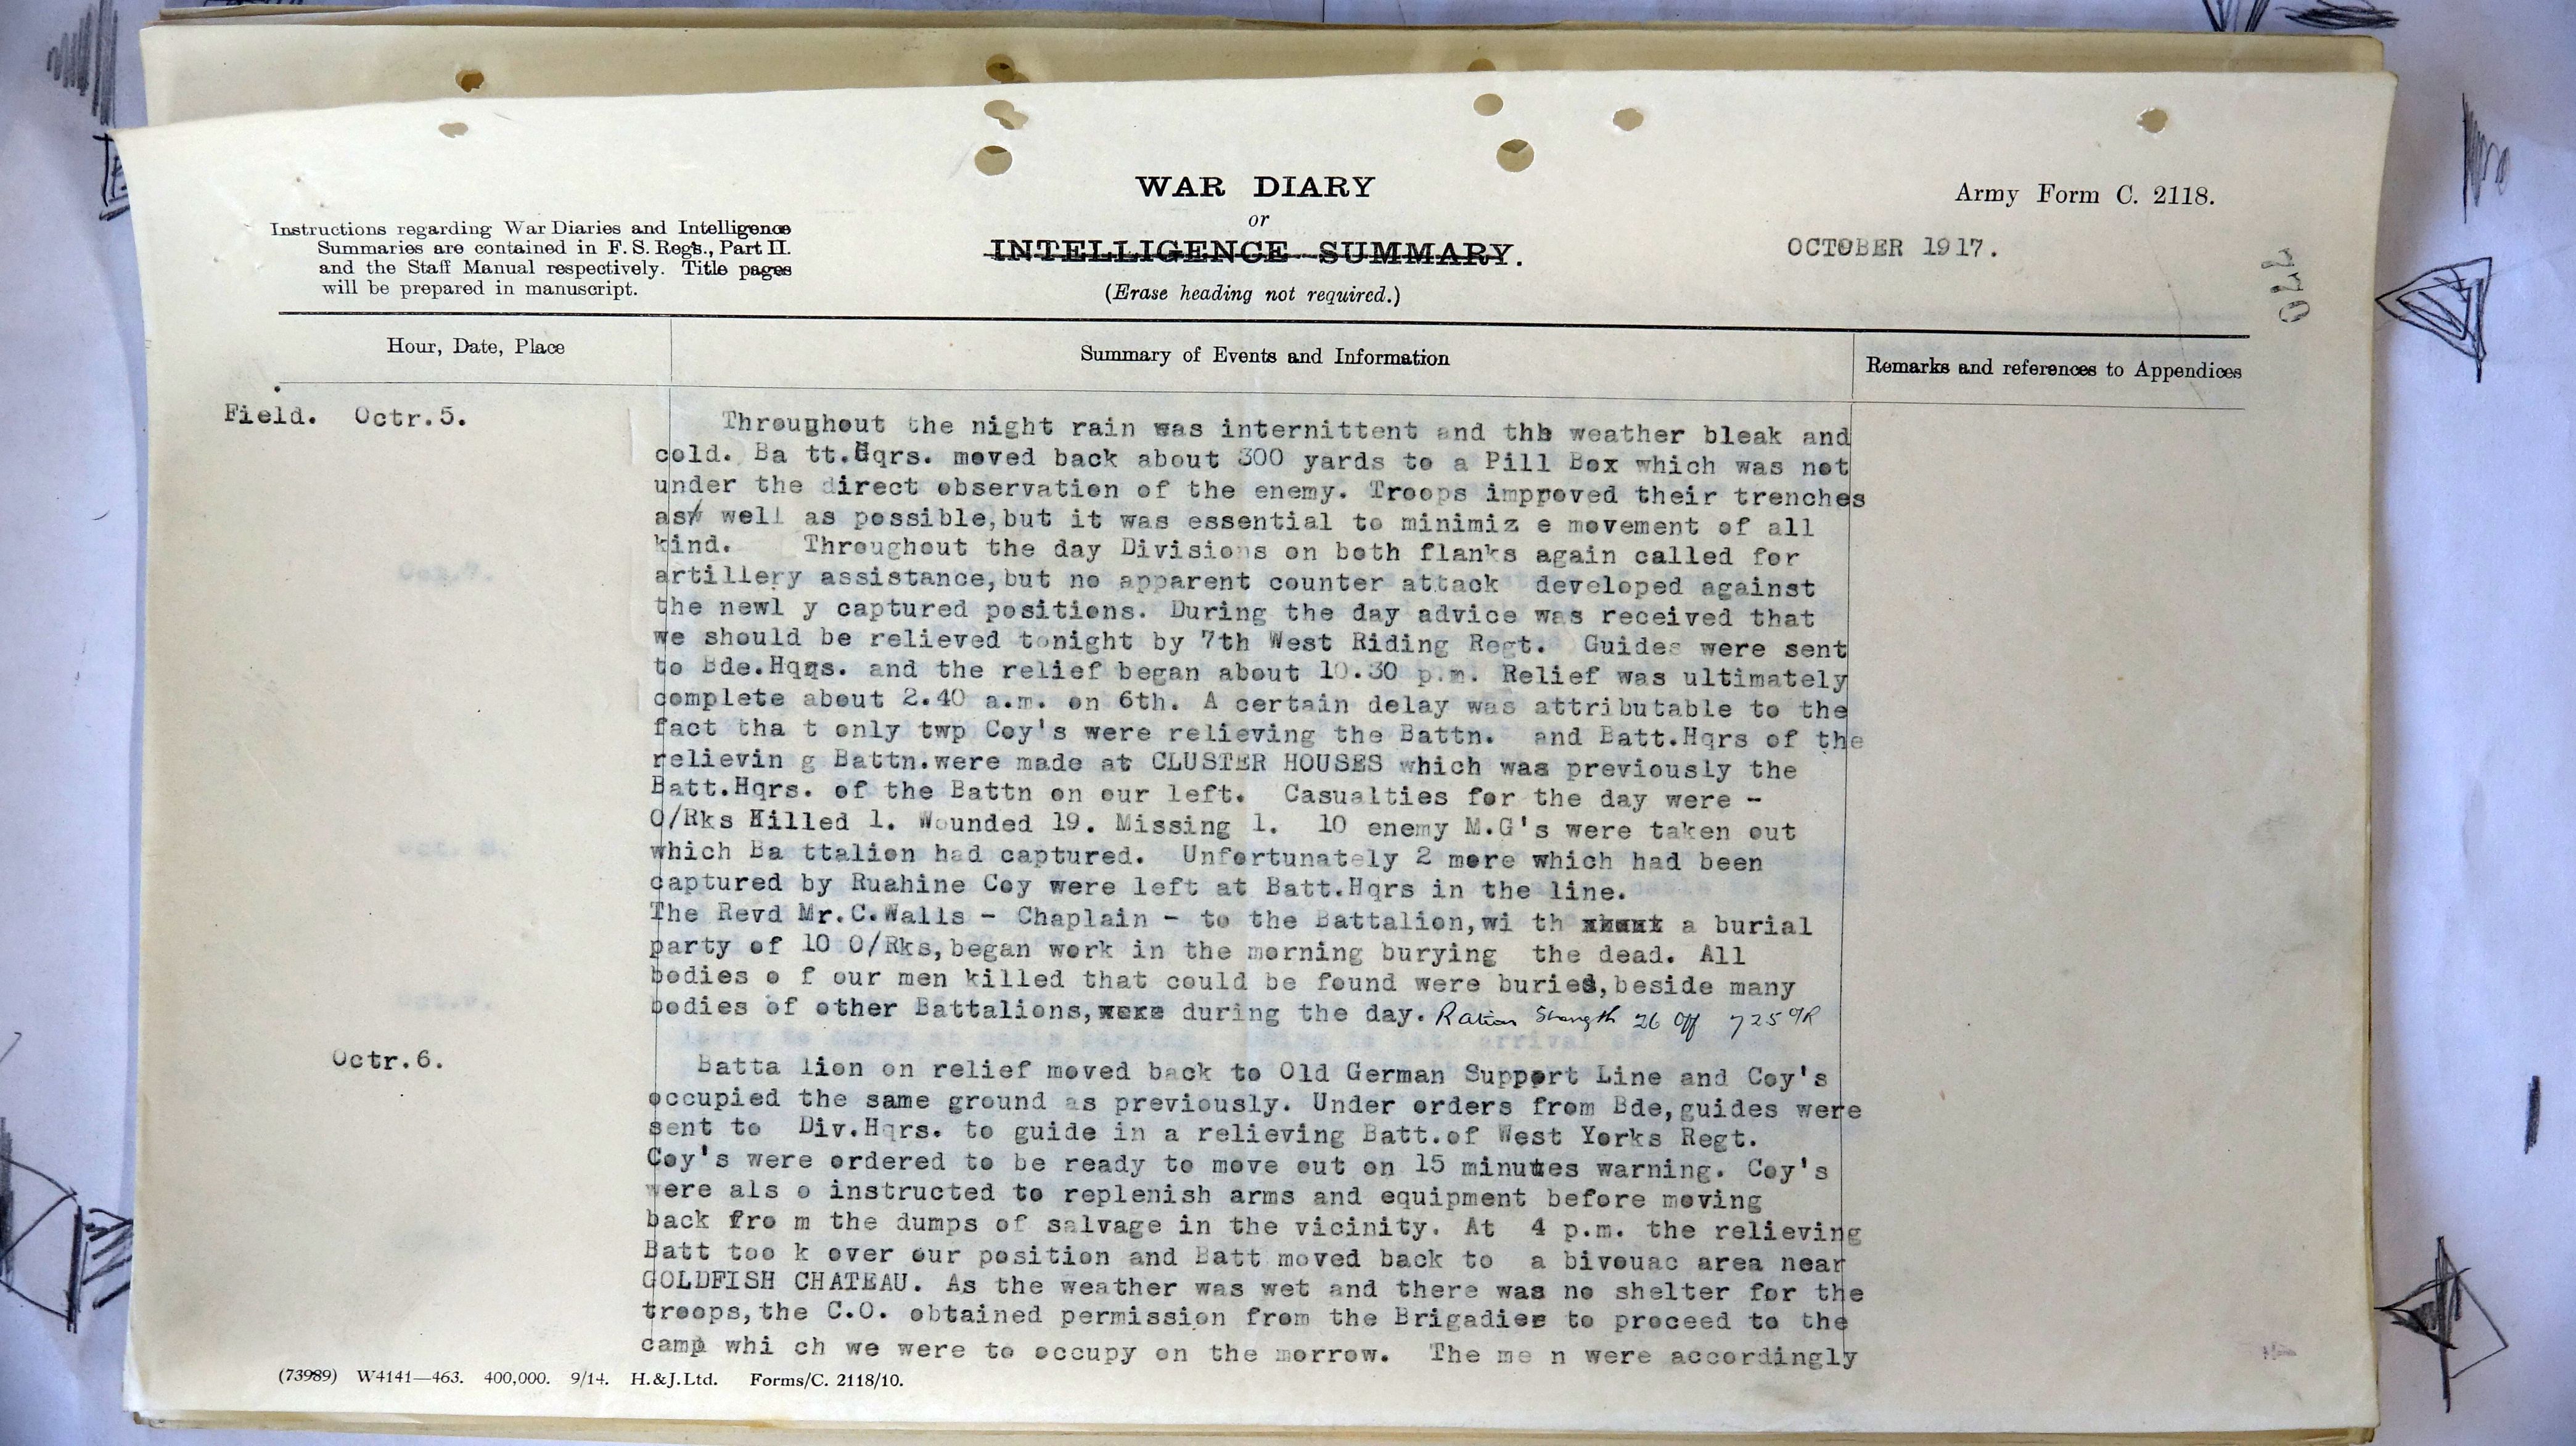 WAR DIARY
or
INTELLIGENCE SUMMARY.
(Erase heading not required.)
Army Form C. 2118.
OCTOBER 1917.
770
Instructions regarding War Diaries and Intelligence
Summaries are contained in F. S. Regs., Part II.
and the Staff Manual respectively. Title pages
will be prepared in manuscript.
Hour, Date, Place
Summary of Events and Information
Remarks and references to Appendices
Field. Octr.5.
Throughout the night rain was internittent and thh weather bleak and
cold. Ba tt.Hqrs. moved back about 300 yards to a Pill Box which was not
under the direct observation of the enemy. Troops improved their trenches
as well as possible,but it was essential to minimiz e movement of all
kind. Throughout the day Divisions on both flanks again called for
artillery assistance,but no apparent counter attack developed against
the newl y captured positions. During the day advice was received that
we should be relieved tonight by 7th West Riding Regt. Guides were sent
to Bde.Hqrs. and the relief began about 10.30 p.m. Relief was ultimately
complete about 2.40 a.m. on 6th. A certain delay was attributable to the
fact tha t only twp Coy's were relieving the Battn. and Batt.Hqrs of the
relievin g Battn.were made at CLUSTER HOUSES which was previously the
Batt.Hqrs. of the Battn on our left. Casualties for the day were -
O/Rks Killed 1. Wounded 19. Missing 1. 10 enemy M.G's were taken out
which Ba ttalion had captured. Unfortunately 2 more which had been
captured by Ruahine Coy were left at Batt.Hqrs in the line.
The Revd Mr.C.Walls - Chaplain - to the Battalion,wi th a burial
party of 10 O/Rks,began work in the morning burying the dead. All
bodies o f our men killed that could be found were buried,beside many
bodies of other Battalions,were during the day. Ration Strength 26 Off 725 O/R
Octr.6.
Batta lion on relief moved back to Old German Support Line and Coy's
occupied the same ground as previously. Under orders from Bde,guides were
sent to Div.Hqrs. to guide in a relieving Batt.of West Yorks Regt.
Coy's were ordered to be ready to move out on 15 minutes warning. Coy's
were als o instructed to replenish arms and equipment before moving
back fro m the dumps of salvage in the vicinity. At 4 p.m. the relieving
Batt too k over our position and Batt moved back to a bivouac area near
GOLDFISH CHATEAU. As the weather was wet and there was no shelter for the
troops,the C.O. obtained permission from the Brigadier to proceed to the
camp whi ch we were to occupy on the morrow. The me n were accordingly
(73989) W4141—463. 400,000. 9/14. H.&J.Ltd. Forms/C. 2118/10.